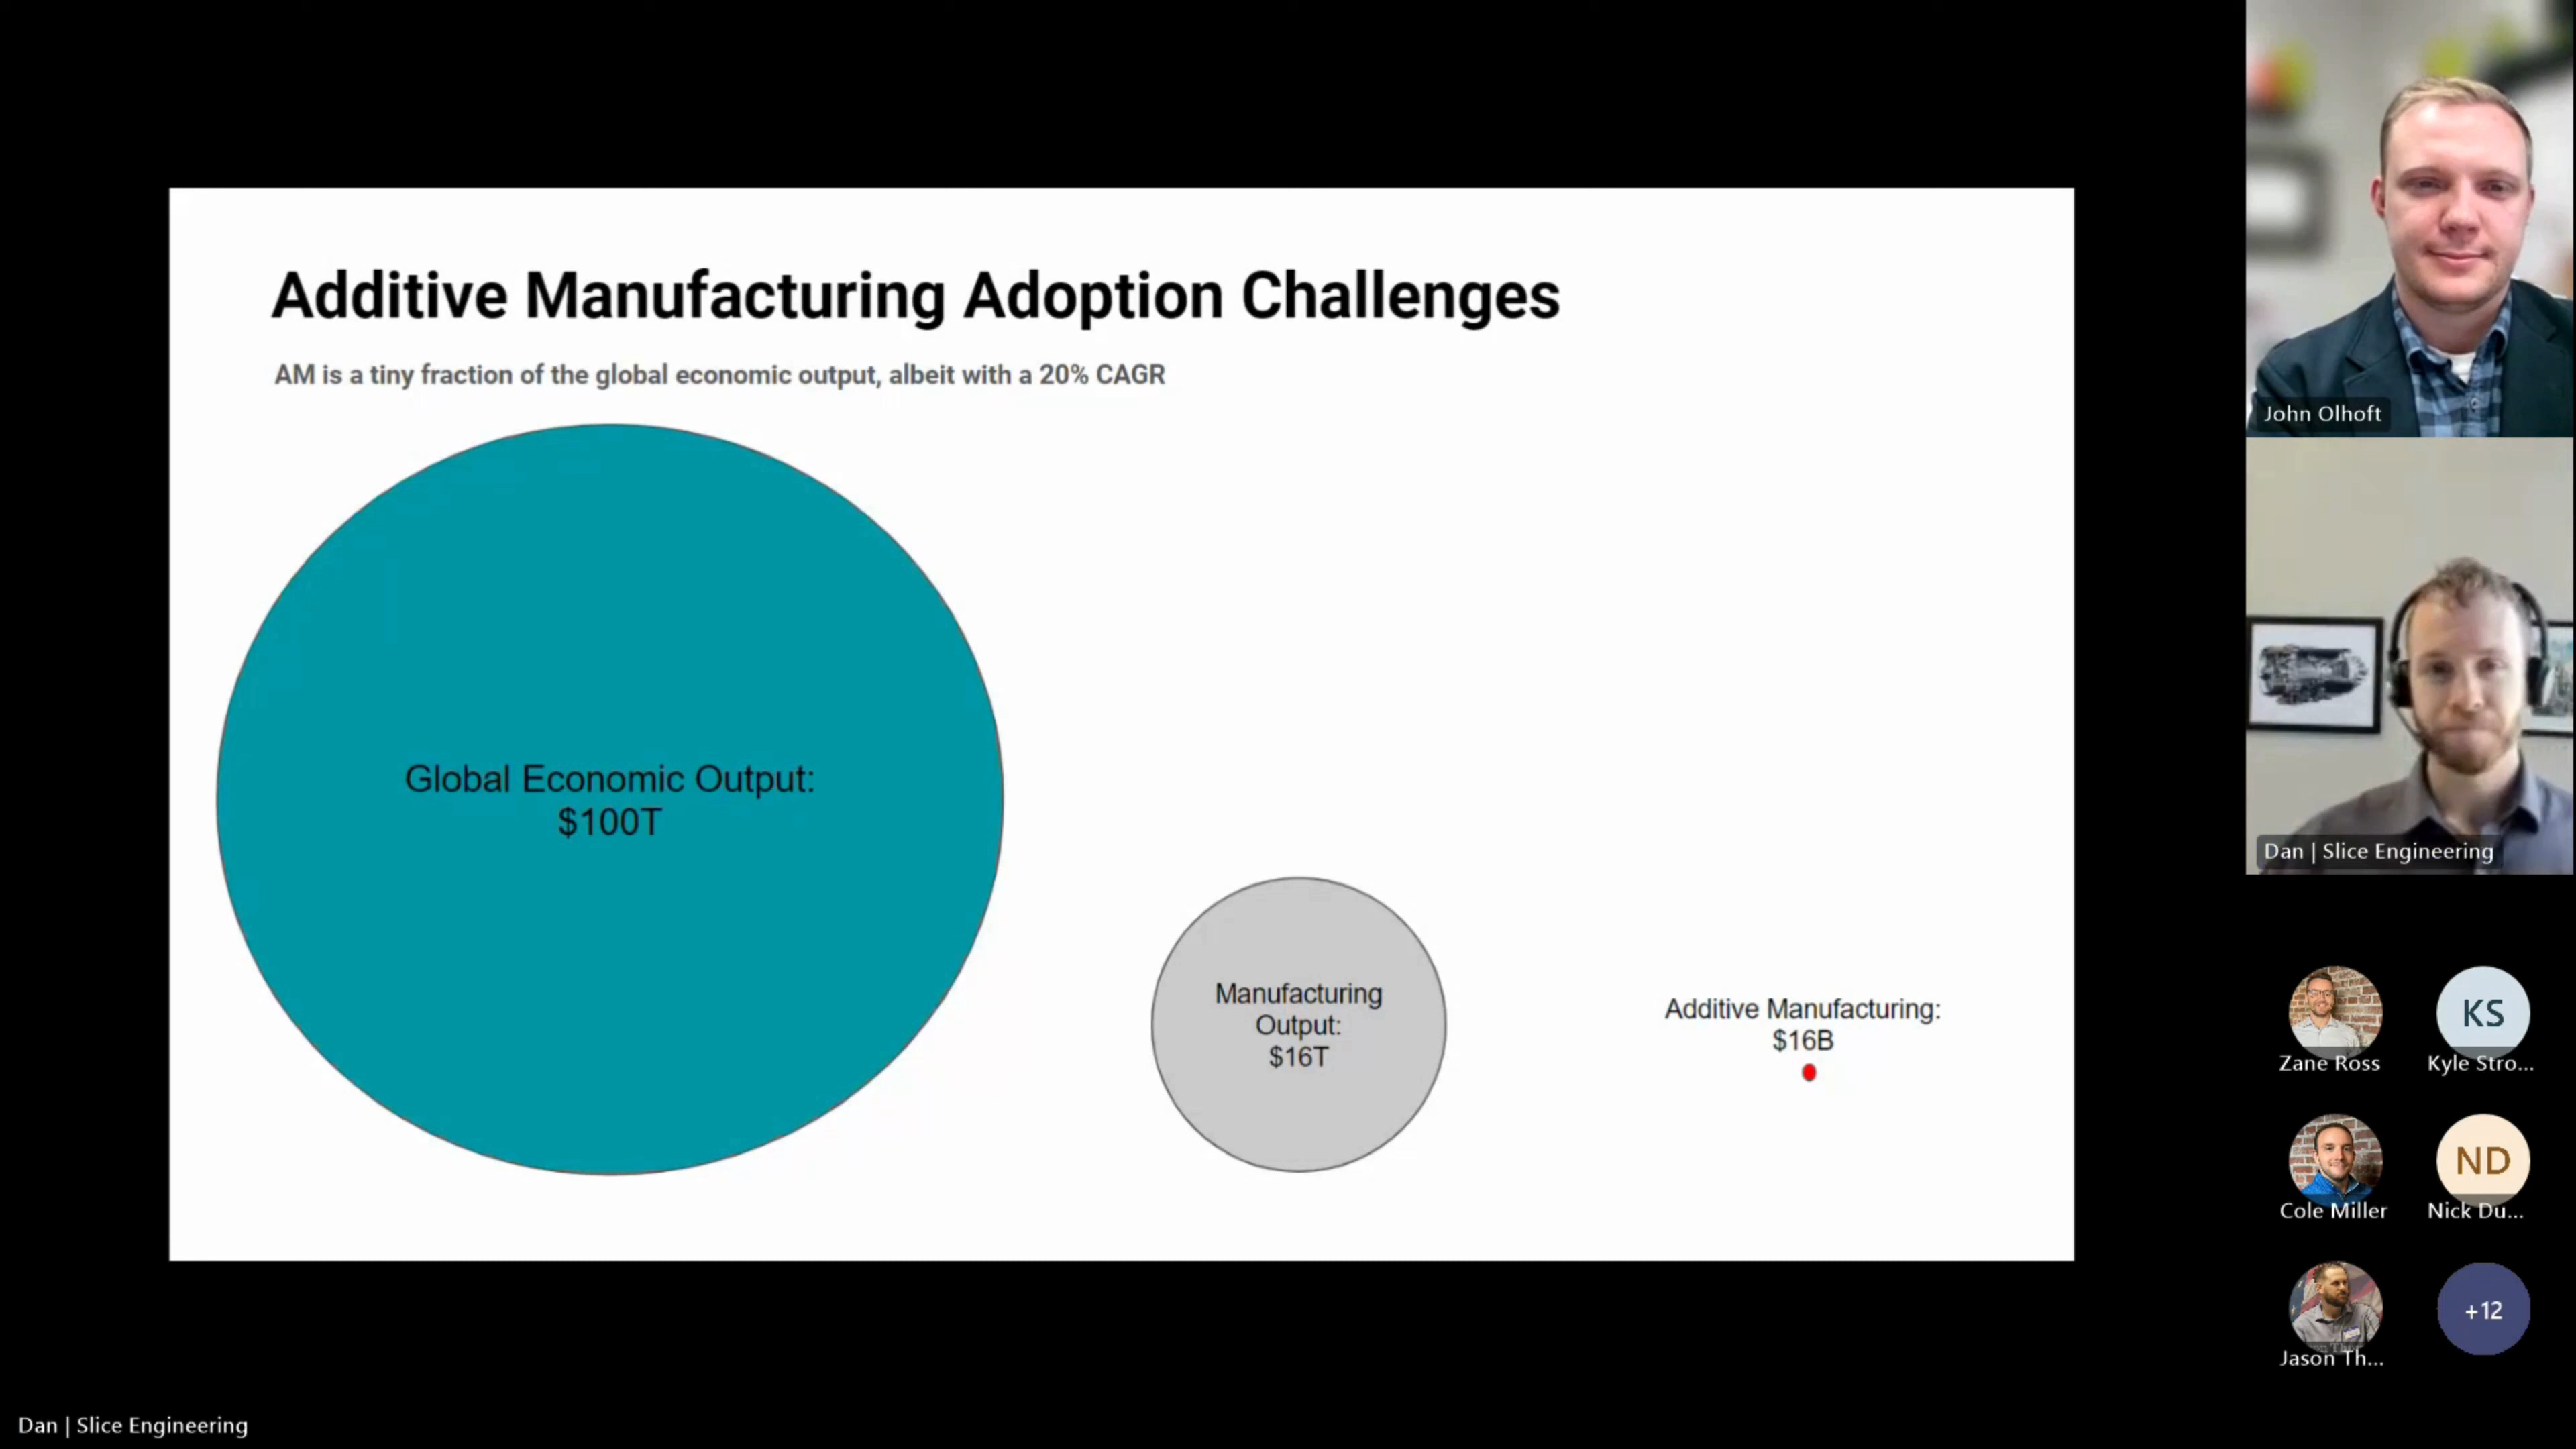 Additive Manufacturing Adoption Challenges
AM is a tiny fraction of the global economic output, albeit with a 20% CAGR
Global Economic Output:
$100T
Manufacturing
Output:
$16T
Additive Manufacturing:
$16B
John Olhoft
Dan | Slice Engineering
KS
Zane Ross
Kyle Stro...
ND
Cole Miller
Nick Du...
+12
Jason Th...
Dan | Slice Engineering